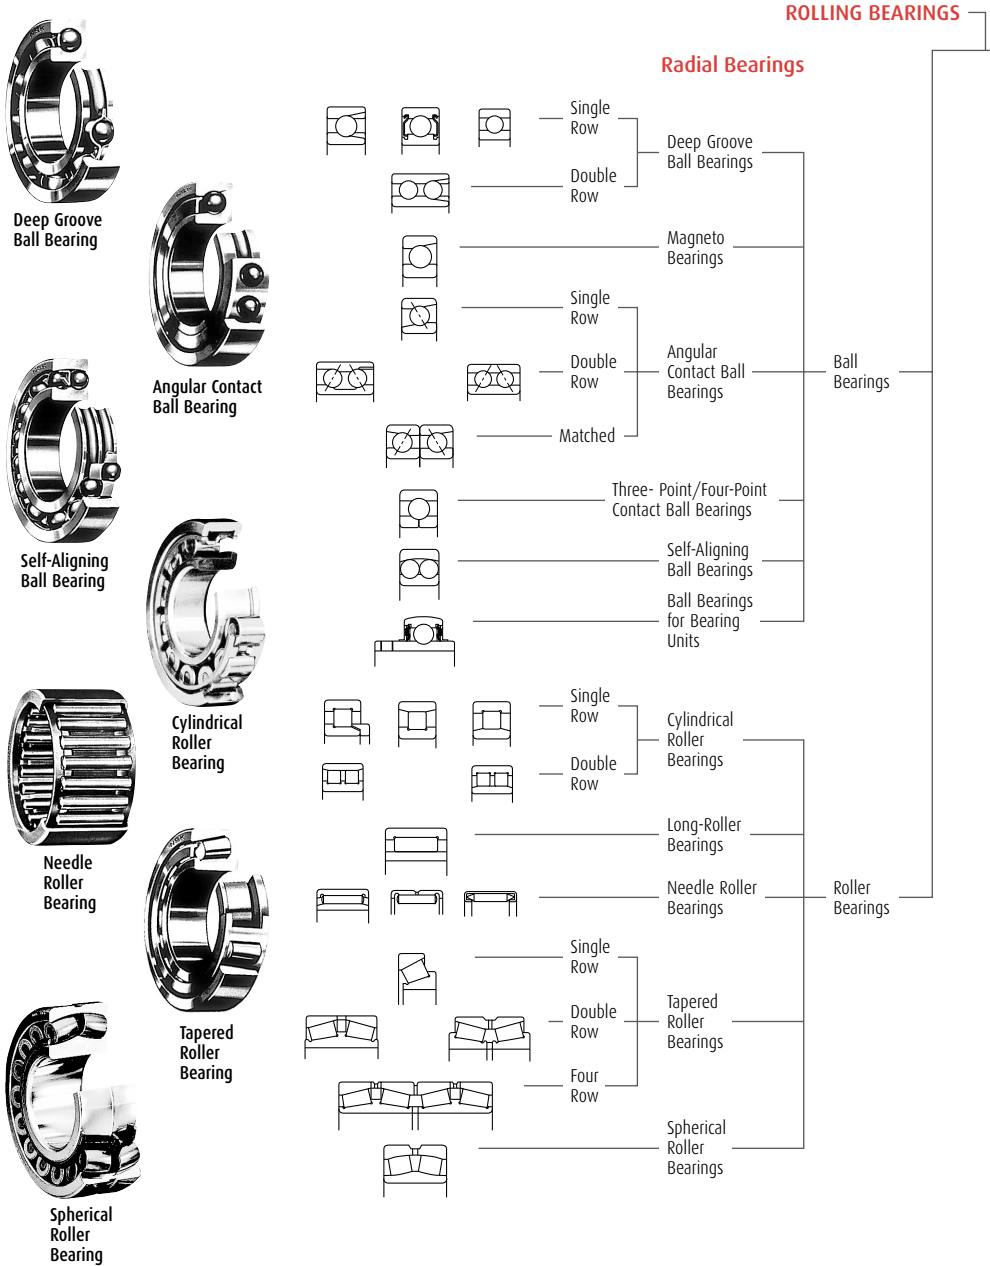 ROLLING BEARINGS
Radial Bearings
Single
Row
Deep Groove
Ball Bearings
Double
Row
Deep Groove
Ball Bearing
Magneto
Bearings
Single
Row
Angular
Contact Ball
Bearings
Double
Row
Ball
Bearings
Angular Contact
Ball Bearing
Matched
Three- Point/Four-Point
Contact Ball Bearings
Self-Aligning
Ball Bearings
Self-Aligning
Ball Bearing
Ball Bearings
for Bearing
Units
Single
Row
Cylindrical
Roller
Bearings
Double
Row
Cylindrical
Roller
Bearing
Long-Roller
Bearings
Needle
Roller
Bearing
Needle Roller
Bearings
Roller
Bearings
Single
Row
Double
Row
Tapered
Roller
Bearings
Four
Row
Tapered
Roller
Bearing
Spherical
Roller
Bearings
Spherical
Roller
Bearing